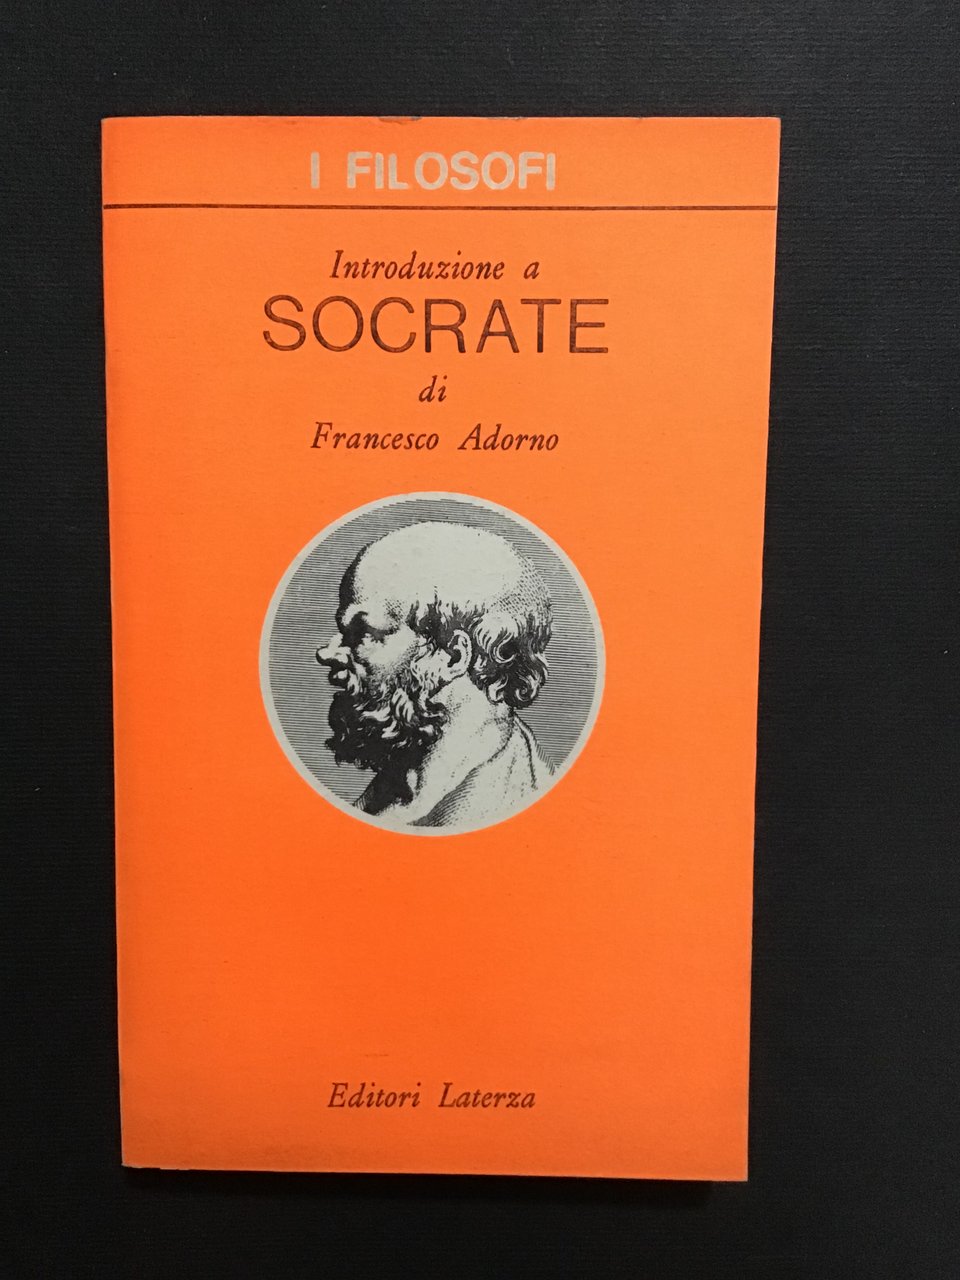 I FILOSOFI
Introduzione a
SOCRATE
di
Francesco Adorno
Editori Laterza